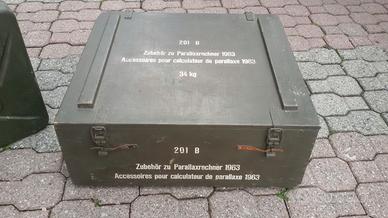 201 B
Zubehör zu Parallaxrechner 1963
Accessoires pour calculateur de parallaxe 1963
34 kg
201 B
Zubehör zu Parallaxrechner 1963
Accessoires pour calculateur de parallaxe 1963